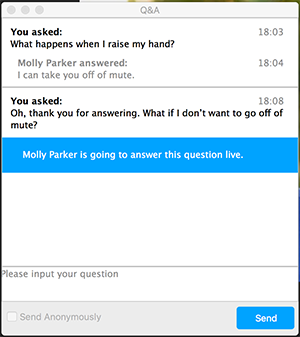 Q&A
You asked: 18:03
What happens when I raise my hand?
Molly Parker answered: 18:04
I can take you off of mute.
You asked: 18:08
Oh, thank you for answering. What if I don't want to go off of
mute?
Molly Parker is going to answer this question live.
Please input your question
Send Anonymously
Send